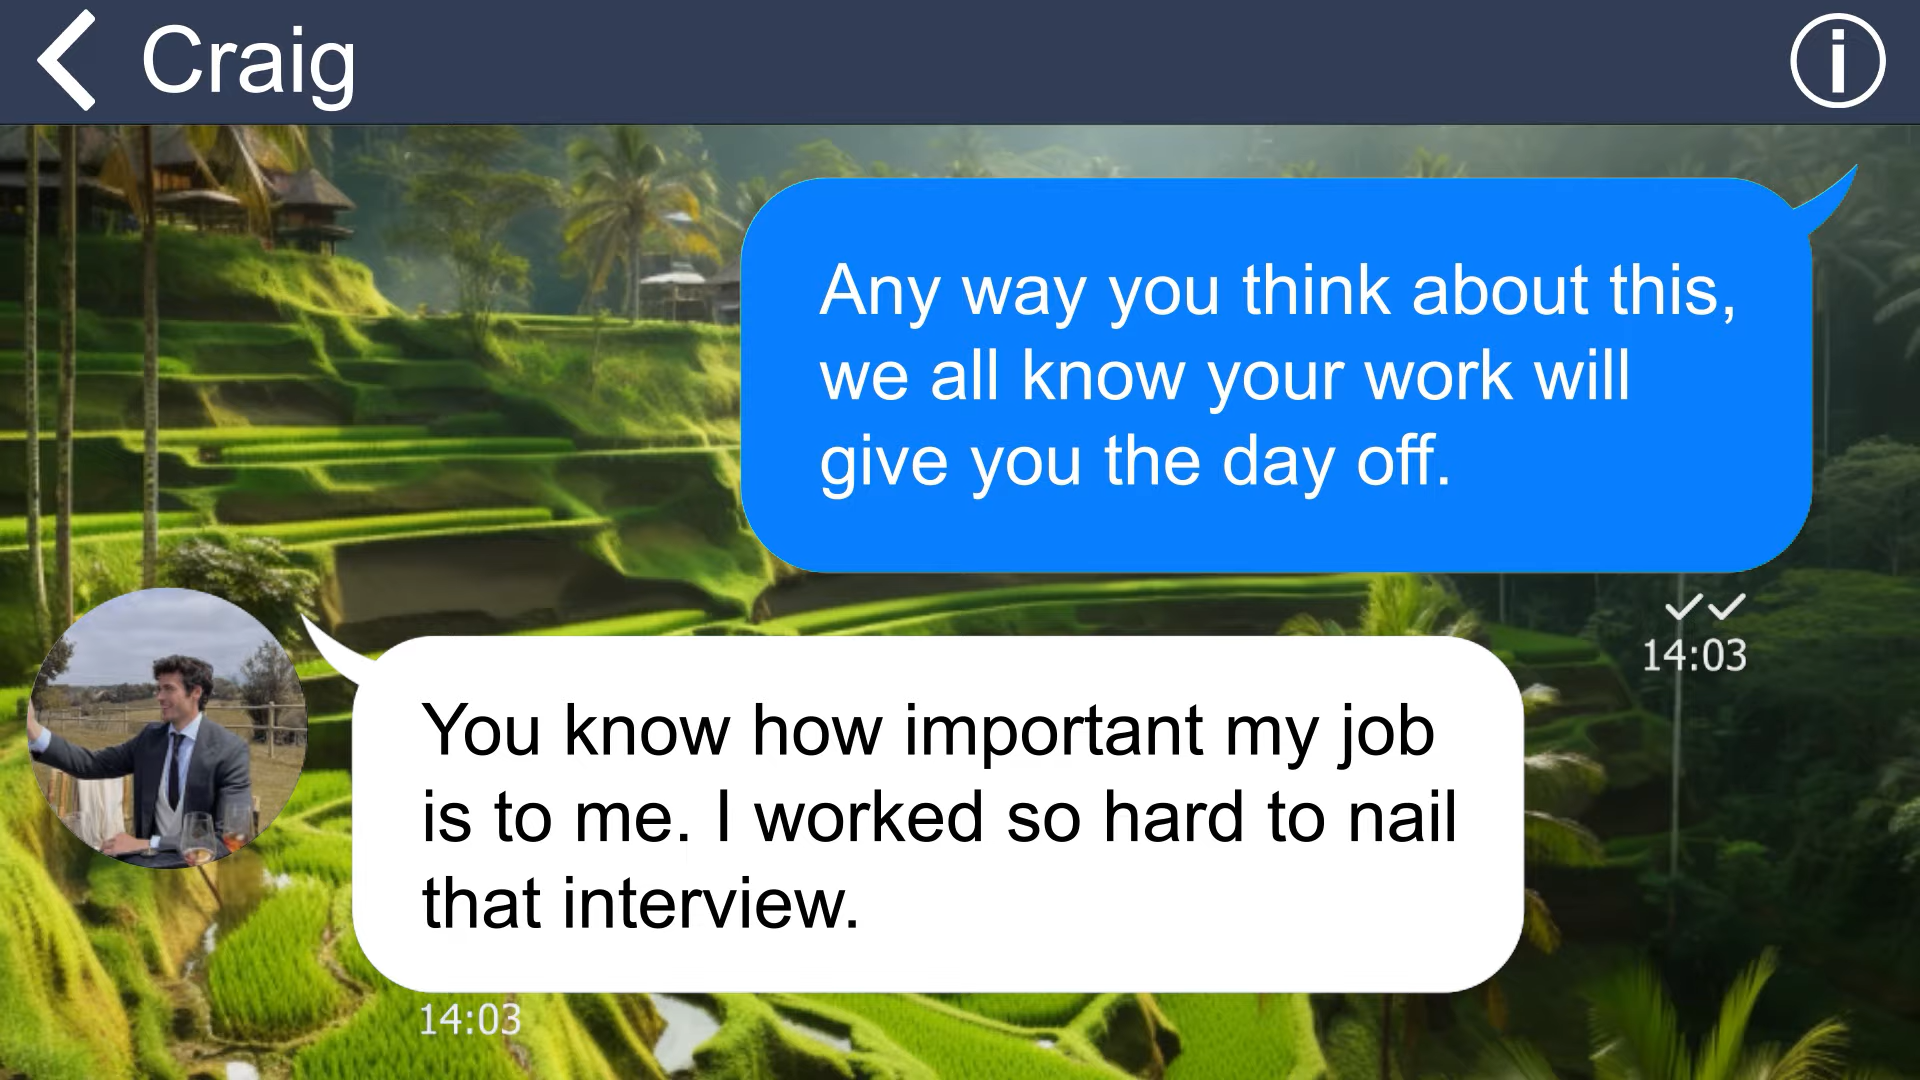 Craig
Any way you think about this,
we all know your work will
give you the day off.
14:03
You know how important my job
is to me. I worked so hard to nail
that interview.
14:03